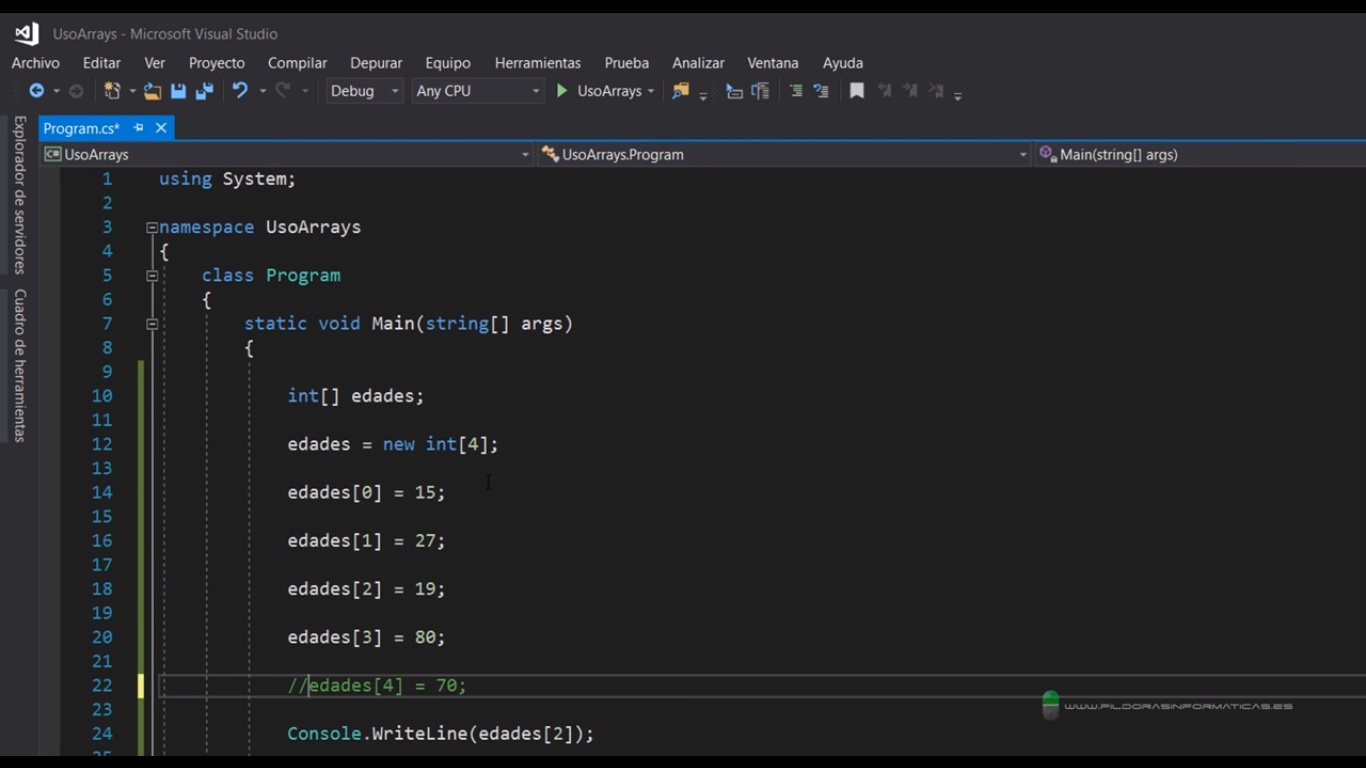 UsoArrays - Microsoft Visual Studio
Archivo Editar Ver Proyecto Compilar Depurar Equipo Herramientas Prueba Analizar Ventana Ayuda
Debug Any CPU UsoArrays
Explorador de servidores
Cuadro de herramientas
Program.cs*
C# UsoArrays UsoArrays.Program Main(string[] args)
1 using System;
2
3 namespace UsoArrays
4 {
5 class Program
6 {
7 static void Main(string[] args)
8 {
9
10 int[] edades;
11
12 edades = new int[4];
13
14 edades[0] = 15;
15
16 edades[1] = 27;
17
18 edades[2] = 19;
19
20 edades[3] = 80;
21
22 //edades[4] = 70;
23
24 Console.WriteLine(edades[2]);
25
WWW.PILDORASINFORMATICAS.ES